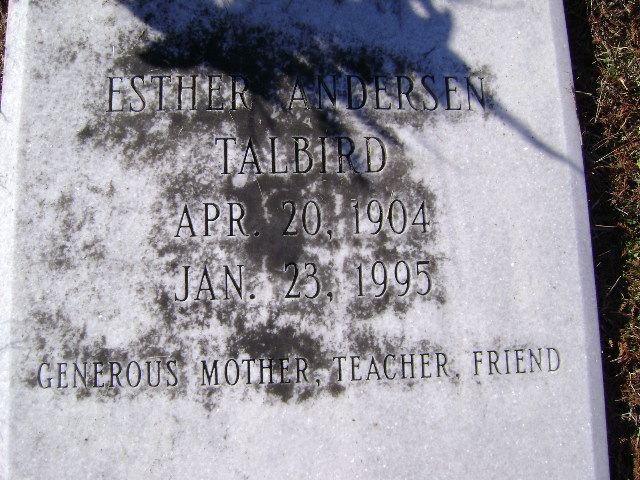 ESTHER ANDERSEN
TALBIRD
APR. 20, 1904
JAN. 23, 1995
GENEROUS MOTHER, TEACHER, FRIEND